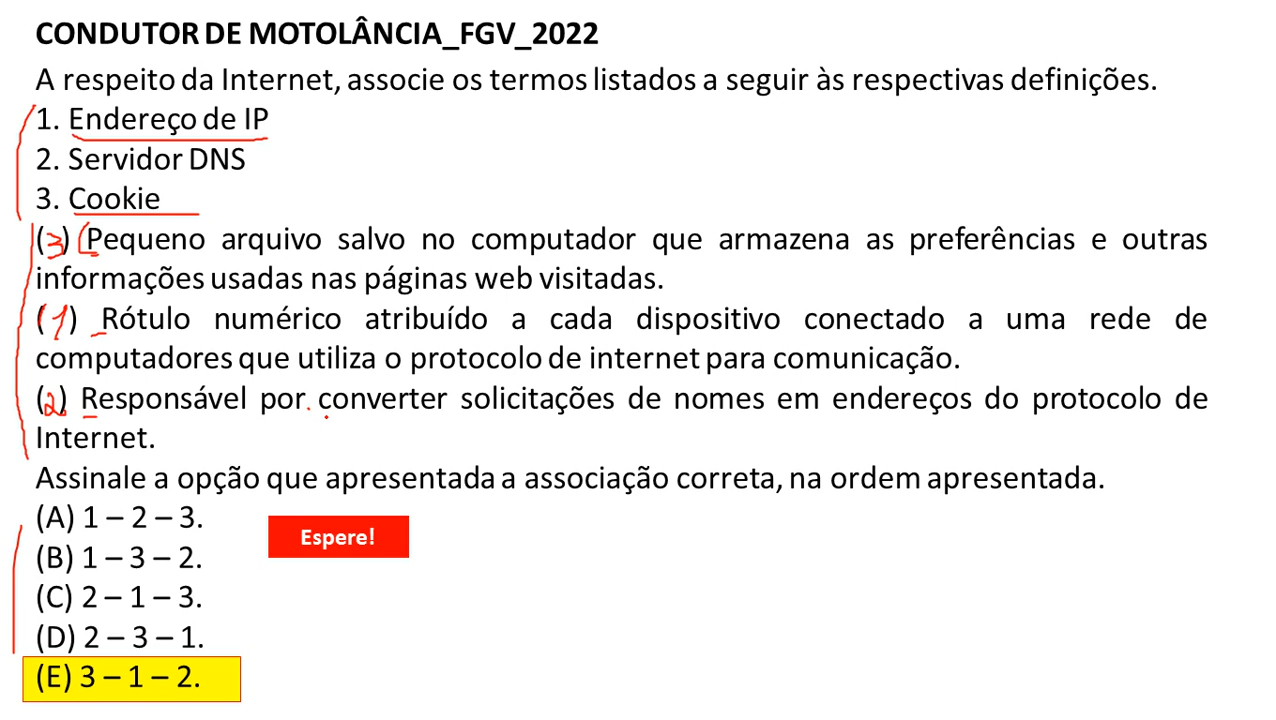 CONDUTOR DE MOTOLÂNCIA_FGV_2022
A respeito da Internet, associe os termos listados a seguir às respectivas definições.
1. Endereço de IP
2. Servidor DNS
3. Cookie
(3) Pequeno arquivo salvo no computador que armazena as preferências e outras
informações usadas nas páginas web visitadas.
(1) Rótulo numérico atribuído a cada dispositivo conectado a uma rede de
computadores que utiliza o protocolo de internet para comunicação.
(2) Responsável por converter solicitações de nomes em endereços do protocolo de
Internet.
Assinale a opção que apresentada a associação correta, na ordem apresentada.
(A) 1 – 2 – 3.
Espere!
(B) 1 – 3 – 2.
(C) 2 – 1 – 3.
(D) 2 – 3 – 1.
(E) 3 – 1 – 2.